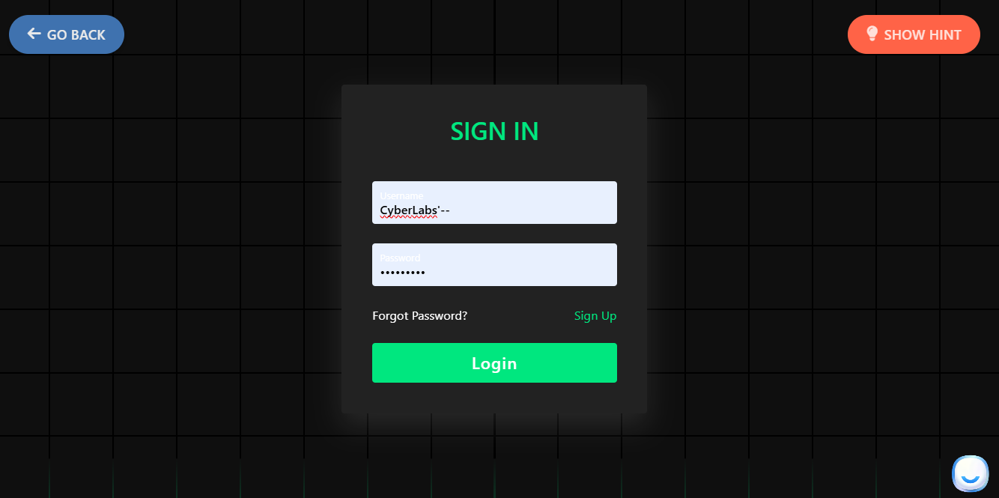 GO BACK
SHOW HINT
SIGN IN
Username
CyberLabs'--
Password
•••••••••
Forgot Password?
Sign Up
Login